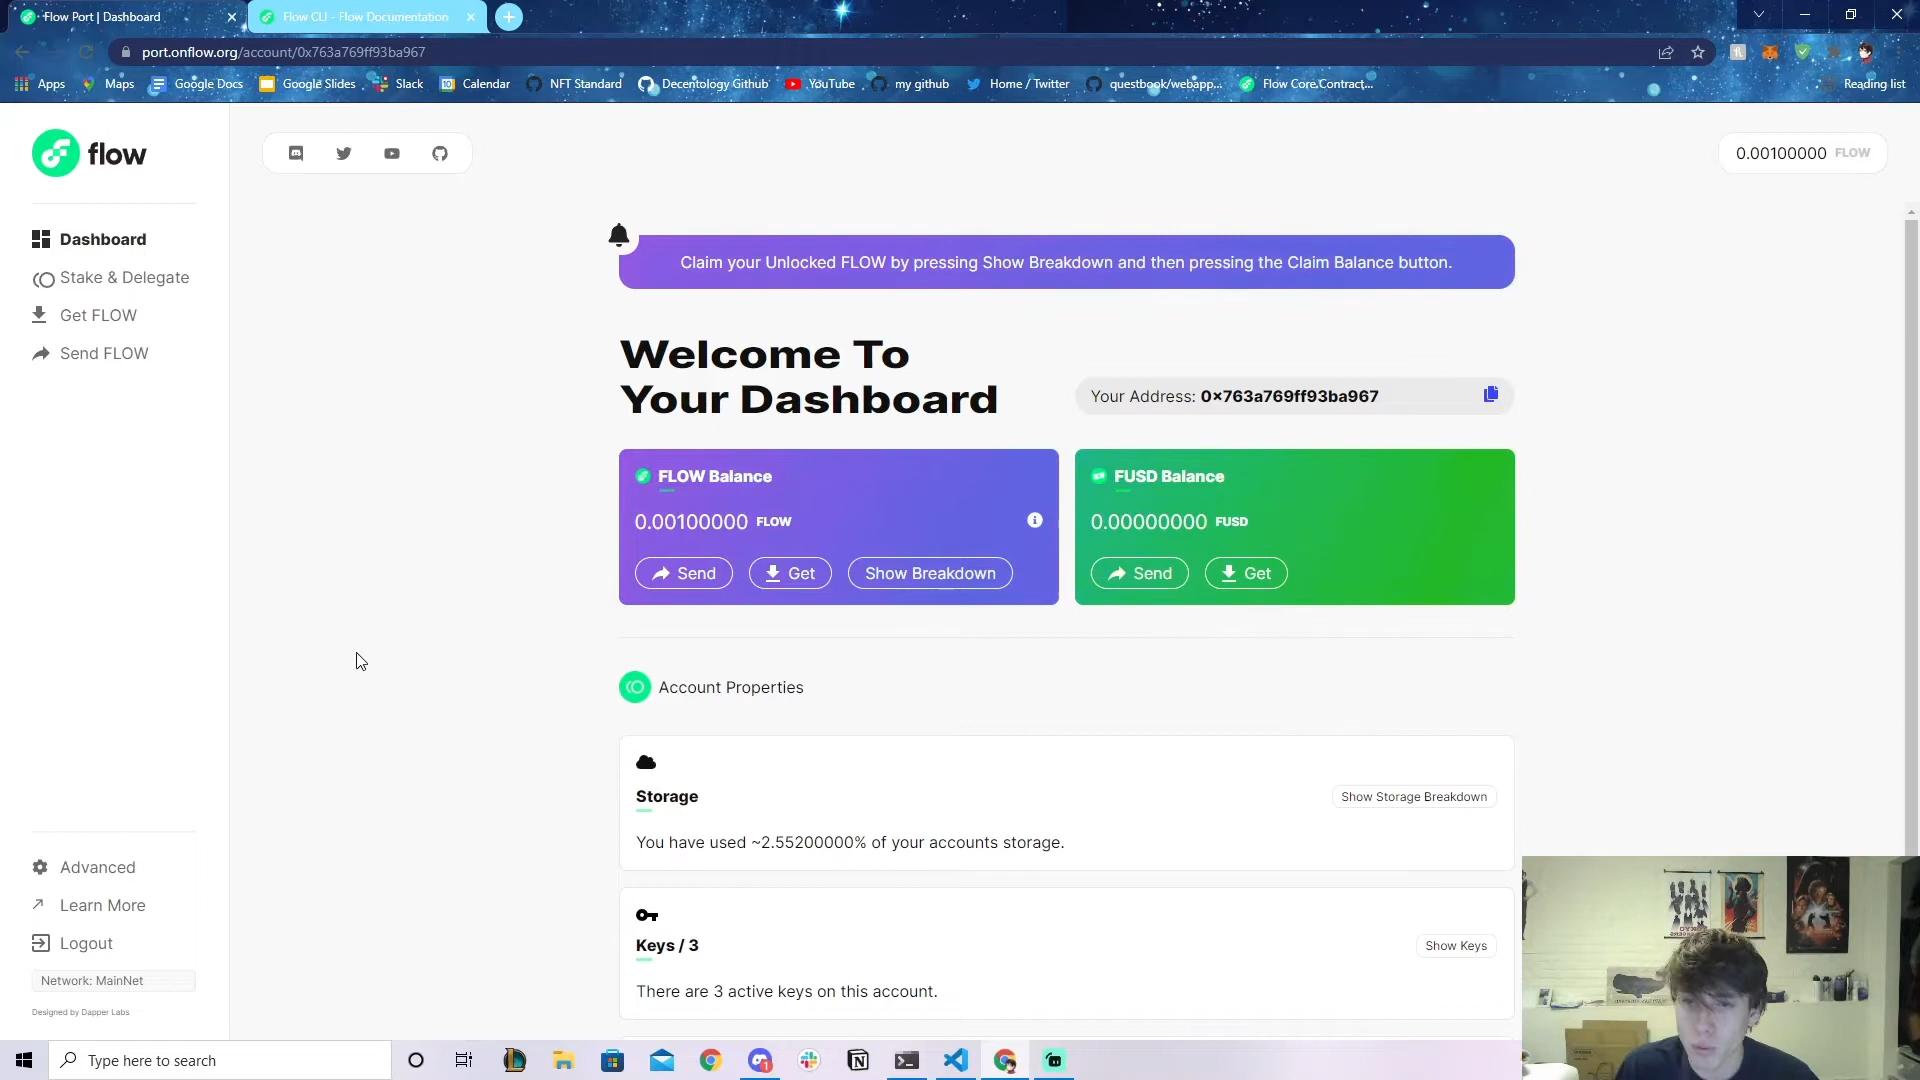 Flow Port | Dashboard
Flow CLI - Flow Documentation
port.onflow.org/account/0x763a769ff93ba967
Apps
Maps
Google Docs
Google Slides
Slack
Calendar
NFT Standard
Decentology Github
YouTube
my github
Home / Twitter
questbook/webapp...
Flow Core Contract...
Reading list
flow
0.00100000 FLOW
Dashboard
Stake & Delegate
Get FLOW
Send FLOW
Claim your Unlocked FLOW by pressing Show Breakdown and then pressing the Claim Balance button.
Welcome To
Your Dashboard
Your Address: 0x763a769ff93ba967
FLOW Balance
0.00100000 FLOW
Send
Get
Show Breakdown
FUSD Balance
0.00000000 FUSD
Send
Get
Account Properties
Storage
Show Storage Breakdown
You have used ~2.55200000% of your accounts storage.
Keys / 3
Show Keys
There are 3 active keys on this account.
Advanced
Learn More
Logout
Network: MainNet
Designed by Dapper Labs
Type here to search